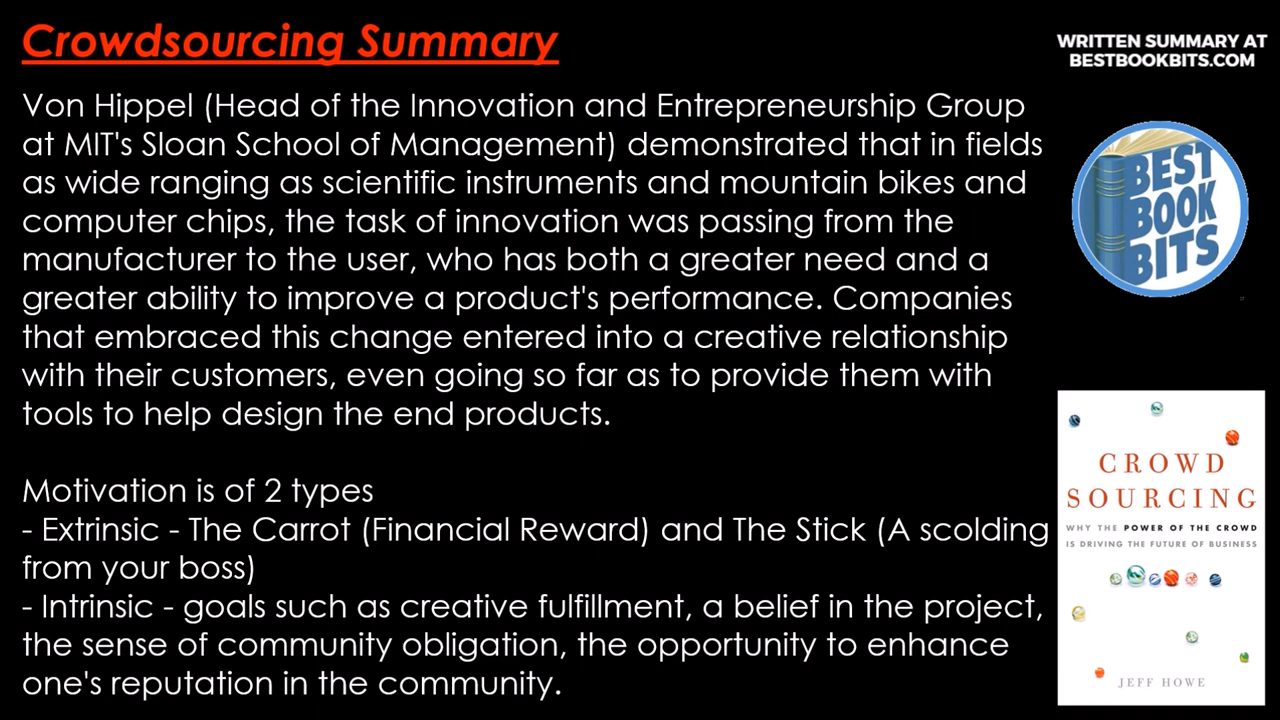 Crowdsourcing Summary
WRITTEN SUMMARY AT
BESTBOOKBITS.COM
Von Hippel (Head of the Innovation and Entrepreneurship Group
at MIT's Sloan School of Management) demonstrated that in fields
as wide ranging as scientific instruments and mountain bikes and
computer chips, the task of innovation was passing from the
manufacturer to the user, who has both a greater need and a
greater ability to improve a product's performance. Companies
that embraced this change entered into a creative relationship
with their customers, even going so far as to provide them with
tools to help design the end products.
Motivation is of 2 types
- Extrinsic - The Carrot (Financial Reward) and The Stick (A scolding
from your boss)
- Intrinsic - goals such as creative fulfillment, a belief in the project,
the sense of community obligation, the opportunity to enhance
one's reputation in the community.
BEST
BOOK
BITS
CROWD
SOURCING
WHY THE POWER OF THE CROWD
IS DRIVING THE FUTURE OF BUSINESS
JEFF HOWE